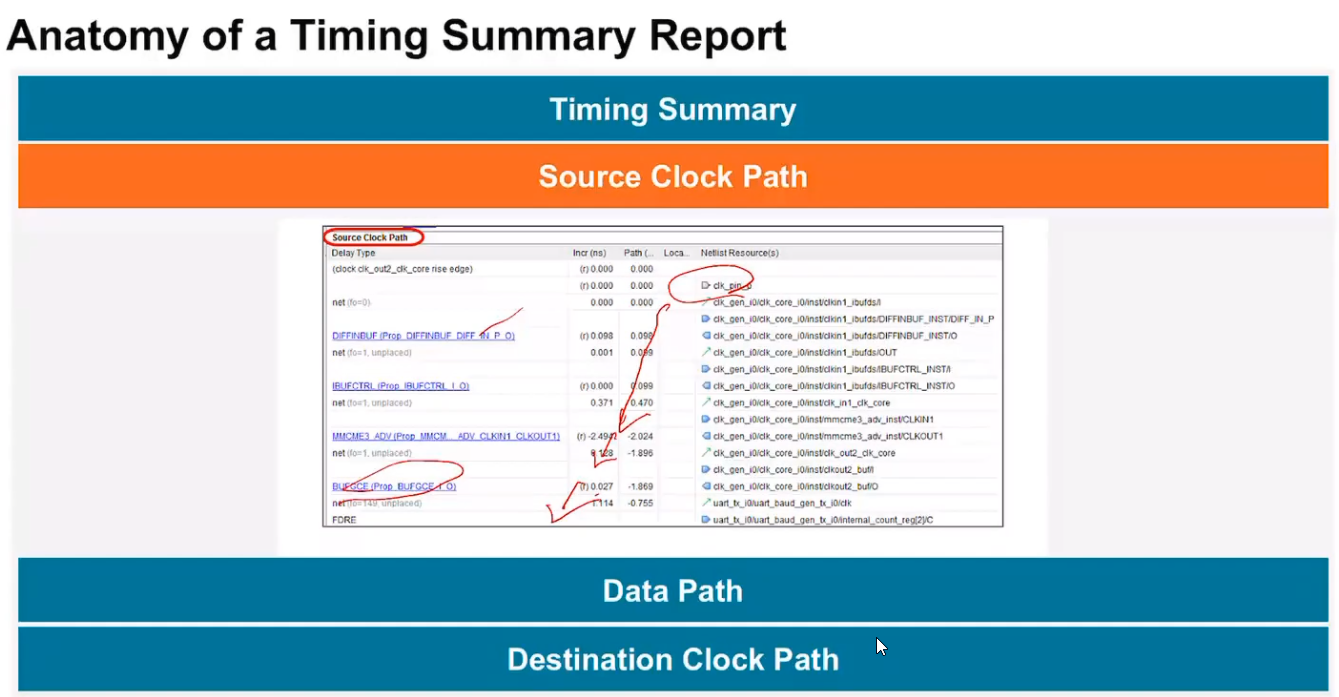 Anatomy of a Timing Summary Report
Timing Summary
Source Clock Path
Source Clock Path
Delay Type Incr (ns) Path (... Loca... Netlist Resource(s)
(clock clk_out2_clk_core rise edge) (r) 0.000 0.000
(r) 0.000 0.000 clk_pin_p
net (fo=0) 0.000 0.000 clk_gen_i0/clk_core_i0/inst/clkin1_ibufds/I
clk_gen_i0/clk_core_i0/inst/clkin1_ibufds/DIFFINBUF_INST/DIFF_IN_P
DIFFINBUF (Prop_DIFFINBUF_DIFF_IN_P_O) (r) 0.098 0.098 clk_gen_i0/clk_core_i0/inst/clkin1_ibufds/DIFFINBUF_INST/O
net (fo=1, unplaced) 0.001 0.099 clk_gen_i0/clk_core_i0/inst/clkin1_ibufds/OUT
clk_gen_i0/clk_core_i0/inst/clkin1_ibufds/IBUFCTRL_INST/I
IBUFCTRL (Prop_IBUFCTRL_I_O) (r) 0.000 0.099 clk_gen_i0/clk_core_i0/inst/clkin1_ibufds/IBUFCTRL_INST/O
net (fo=1, unplaced) 0.371 0.470 clk_gen_i0/clk_core_i0/inst/clk_in1_clk_core
clk_gen_i0/clk_core_i0/inst/mmcme3_adv_inst/CLKIN1
MMCME3_ADV (Prop_MMCM... ADV_CLKIN1_CLKOUT1) (r) -2.494 -2.024 clk_gen_i0/clk_core_i0/inst/mmcme3_adv_inst/CLKOUT1
net (fo=1, unplaced) 0.128 -1.896 clk_gen_i0/clk_core_i0/inst/clk_out2_clk_core
clk_gen_i0/clk_core_i0/inst/clkout2_buf/I
BUFGCE (Prop_BUFGCE_I_O) (r) 0.027 -1.869 clk_gen_i0/clk_core_i0/inst/clkout2_buf/O
net (fo=149, unplaced) 1.114 -0.755 uart_tx_i0/uart_baud_gen_tx_i0/clk
FDRE uart_tx_i0/uart_baud_gen_tx_i0/internal_count_reg[2]/C
Data Path
Destination Clock Path